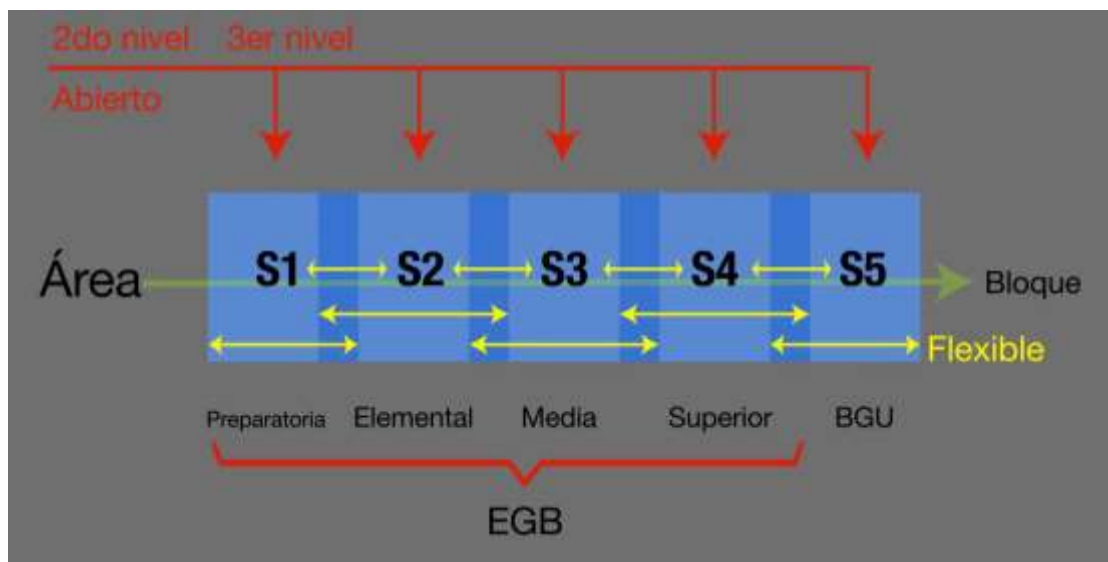 2do nivel 3er nivel
Abierto
Área S1 S2 S3 S4 S5 Bloque
Flexible
Preparatoria Elemental Media Superior BGU
EGB